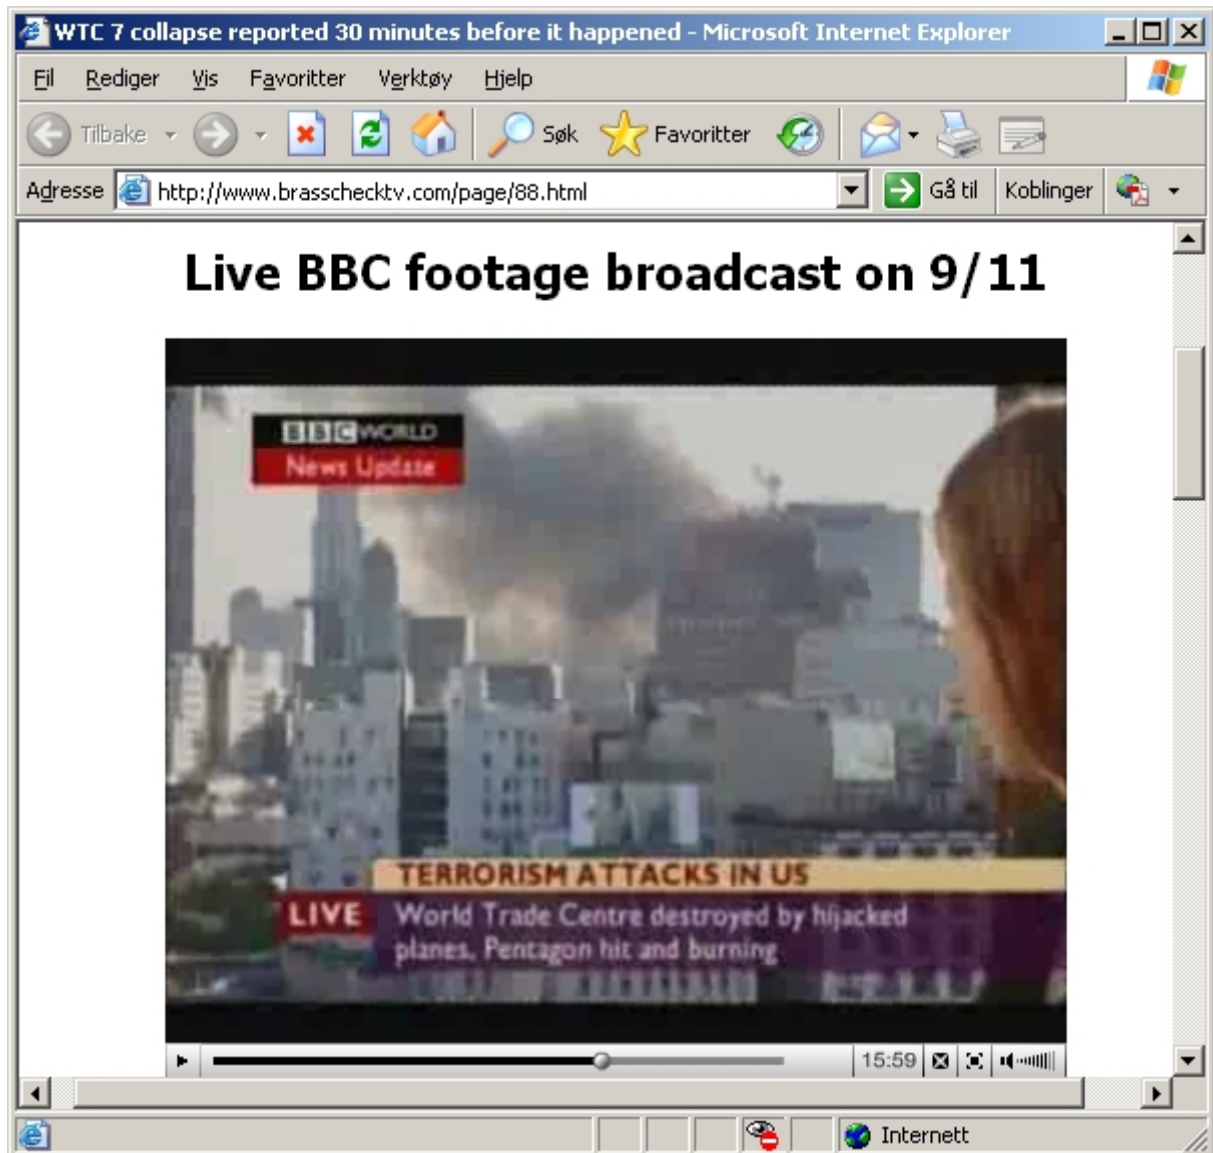 WTC 7 collapse reported 30 minutes before it happened - Microsoft Internet Explorer
Fil Rediger Vis Favoritter Verktøy Hjelp
Tilbake Søk Favoritter
Adresse http://www.brasschecktv.com/page/88.html Gå til Koblinger
Live BBC footage broadcast on 9/11
BBC WORLD
News Update
TERRORISM ATTACKS IN US
LIVE World Trade Centre destroyed by hijacked
planes, Pentagon hit and burning
15:59
Internett